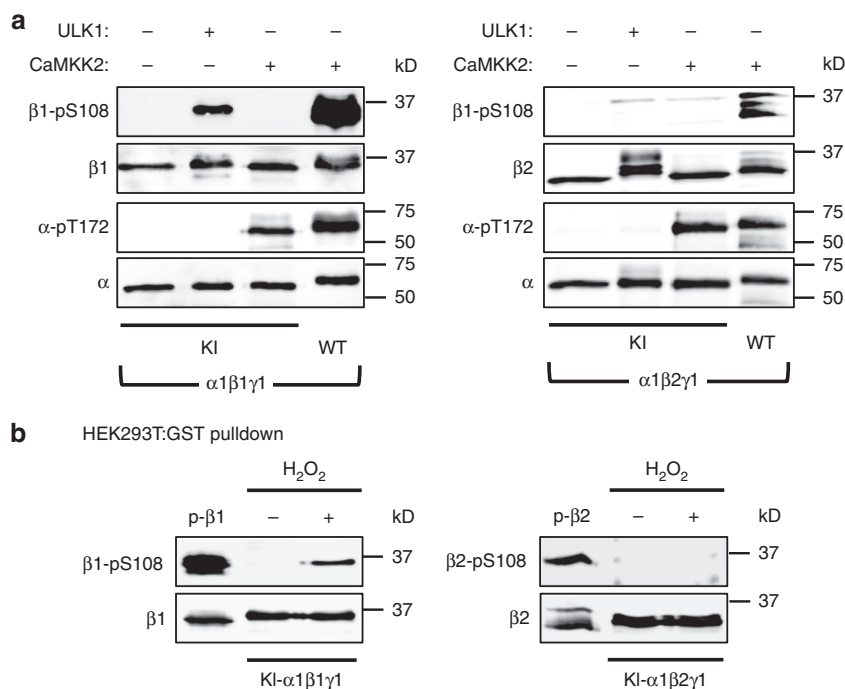 a
ULK1: – + – –
CaMKK2: – – + + kD
β1-pS108 37
β1 37
α-pT172 75
50
α 75
50
KI WT
α1β1γ1
ULK1: – + – –
CaMKK2: – – + + kD
β1-pS108 37
β2 37
α-pT172 75
50
α 75
50
KI WT
α1β2γ1
b HEK293T:GST pulldown
H2O2
p-β1 – + kD
β1-pS108 37
β1 37
KI-α1β1γ1
H2O2
p-β2 – + kD
β2-pS108 37
β2 37
KI-α1β2γ1